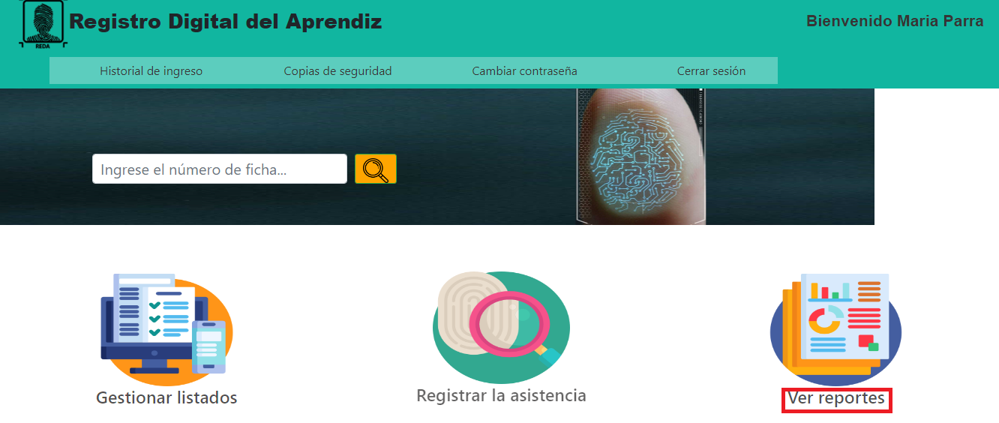 Registro Digital del Aprendiz
Bienvenido Maria Parra
REDA
Historial de ingreso
Copias de seguridad
Cambiar contraseña
Cerrar sesión
Ingrese el número de ficha...
Gestionar listados
Registrar la asistencia
Ver reportes